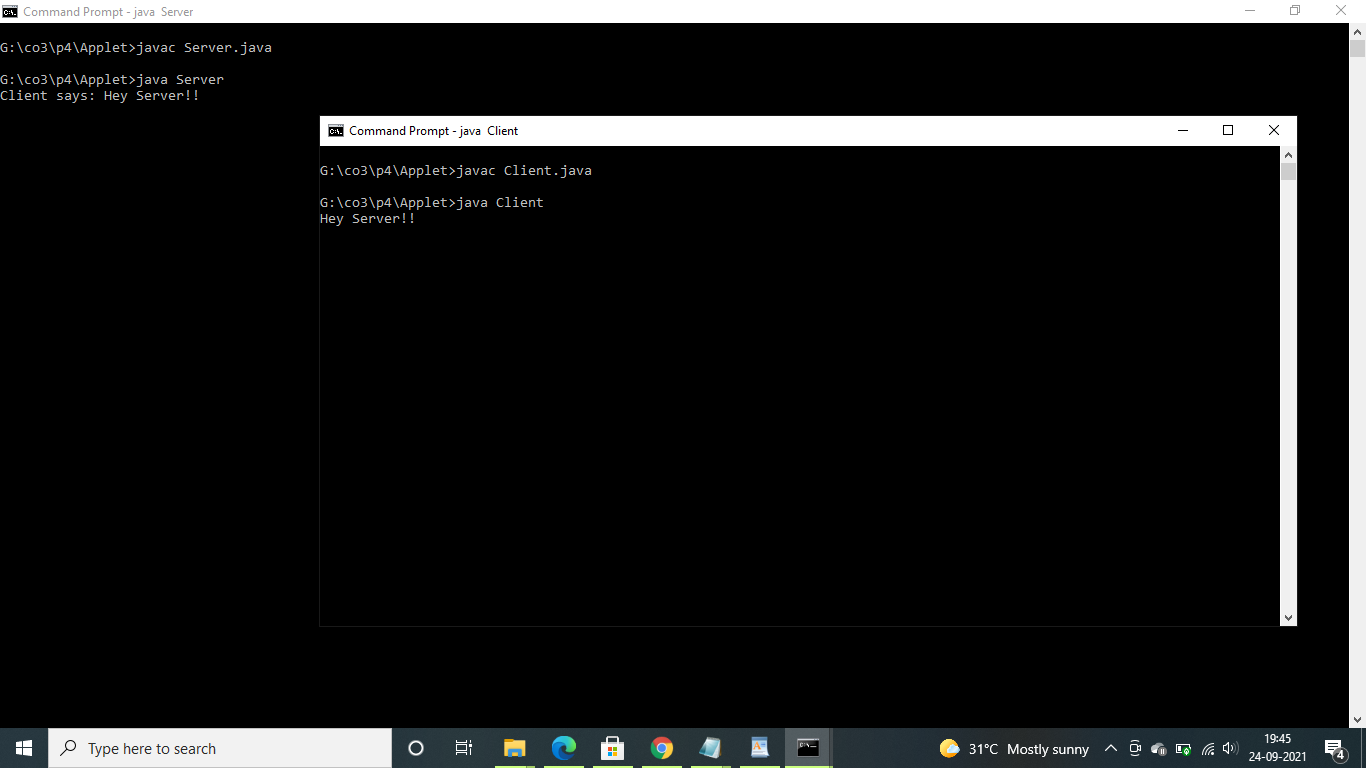 Command Prompt - java  Server
G:\co3\p4\Applet>javac Server.java
G:\co3\p4\Applet>java Server
Client says: Hey Server!!
Command Prompt - java  Client
G:\co3\p4\Applet>javac Client.java
G:\co3\p4\Applet>java Client
Hey Server!!
Type here to search
31°C Mostly sunny
19:45
24-09-2021
4